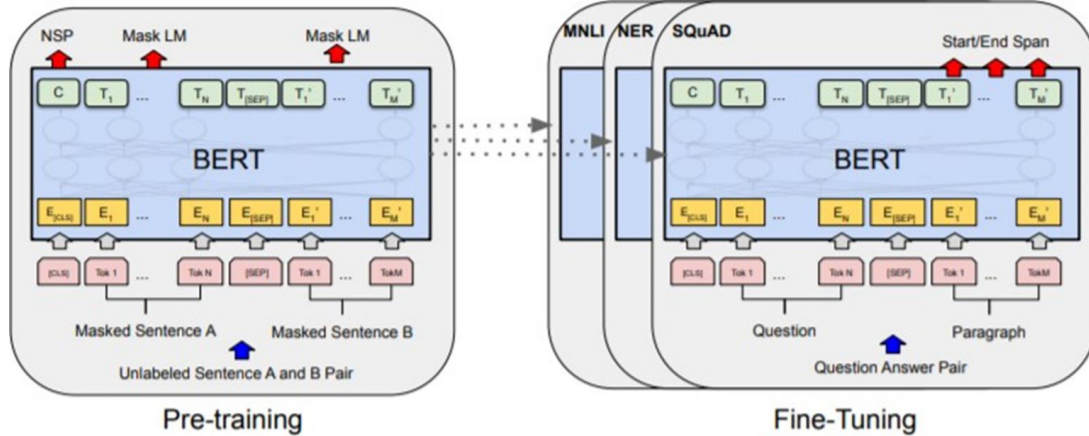 NSP Mask LM Mask LM
C T1 ... TN T[SEP] T1' ... TM'
BERT
E[CLS] E1 ... EN E[SEP] E1' ... EM'
[CLS] Tok 1 ... Tok N [SEP] Tok 1 ... TokM
Masked Sentence A Masked Sentence B
Unlabeled Sentence A and B Pair
Pre-training
MNLI NER SQuAD
Start/End Span
C T1 ... TN T[SEP] T1' ... TM'
BERT
E[CLS] E1 ... EN E[SEP] E1' ... EM'
[CLS] Tok 1 ... Tok N [SEP] Tok 1 ... TokM
Question Paragraph
Question Answer Pair
Fine-Tuning